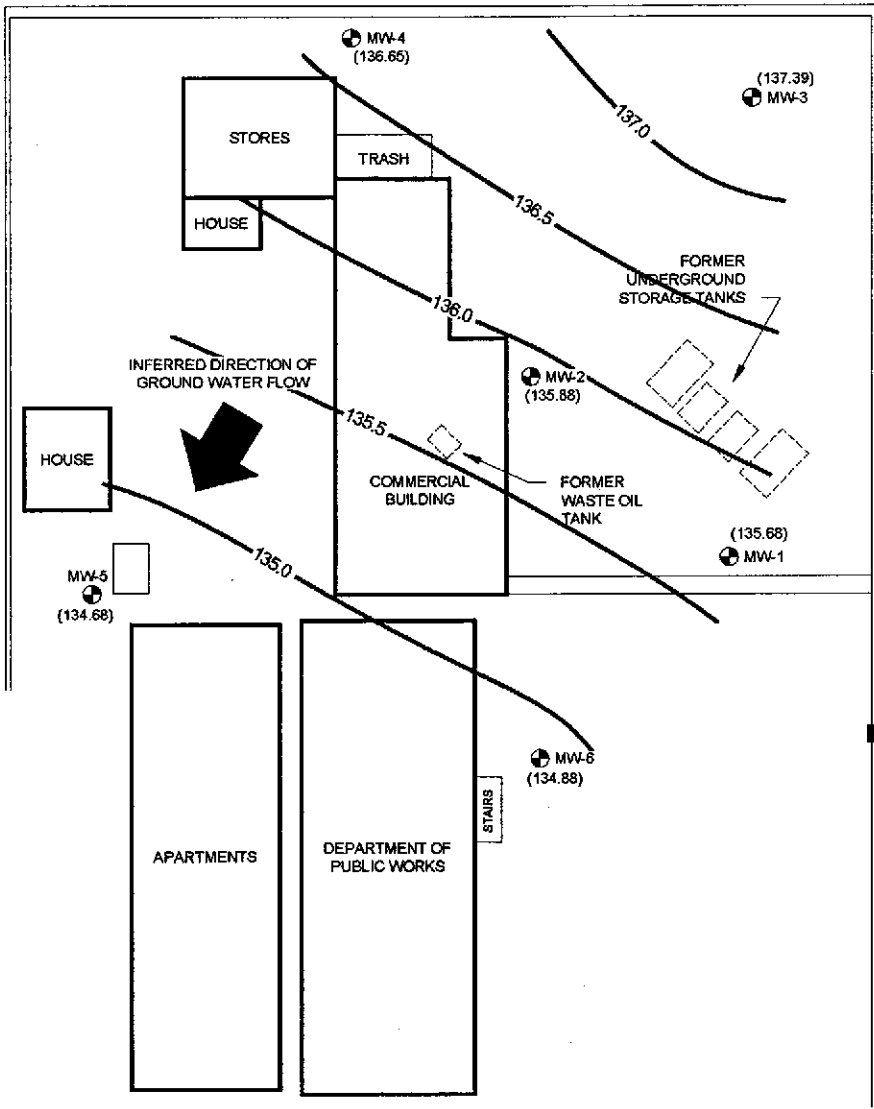 MW-4
(136.65)
(137.39)
MW-3
STORES
TRASH
137.0
HOUSE
136.5
FORMER
UNDERGROUND
STORAGE TANKS
136.0
INFERRED DIRECTION OF
GROUND WATER FLOW
MW-2
(135.88)
135.5
HOUSE
COMMERCIAL
BUILDING
FORMER
WASTE OIL
TANK
(135.68)
MW-1
135.0
MW-5
(134.68)
MW-6
(134.88)
STAIRS
APARTMENTS
DEPARTMENT OF
PUBLIC WORKS